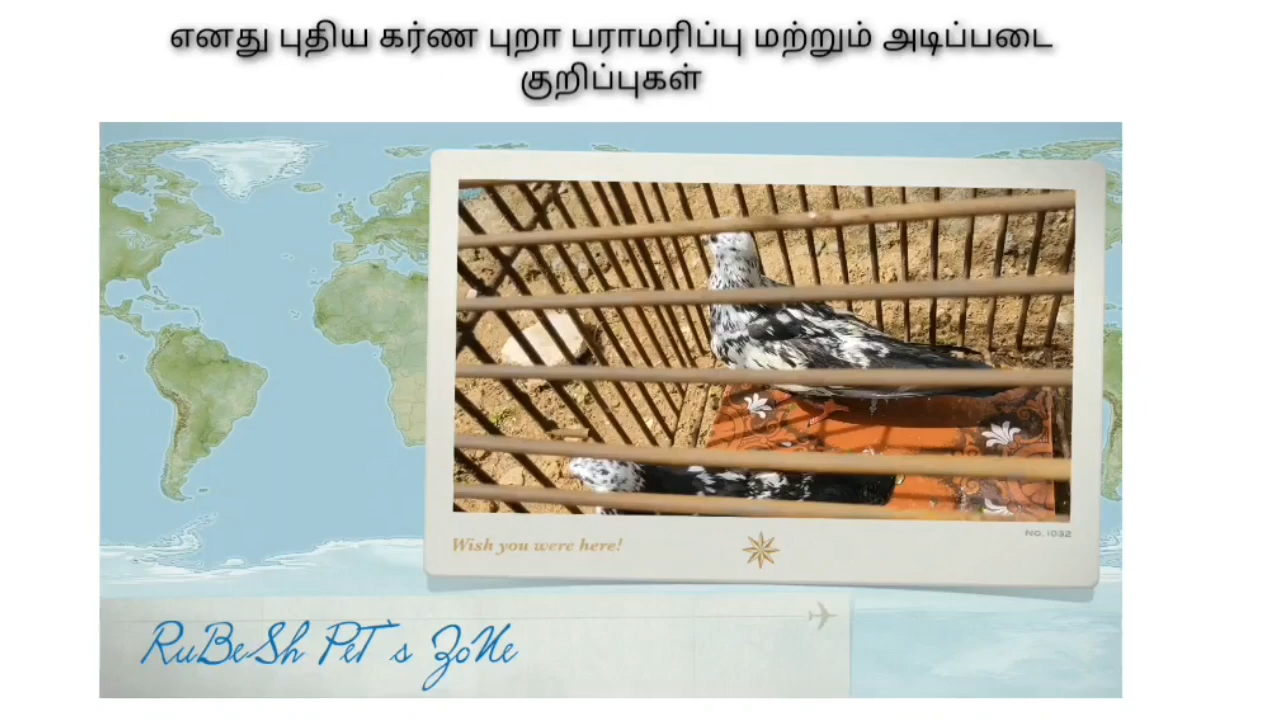 எனது புதிய கர்ண புறா பராமரிப்பு மற்றும் அடிப்படை
குறிப்புகள்
Wish you were here!
NO. 1032
RuBeSh PeT's ZoNe